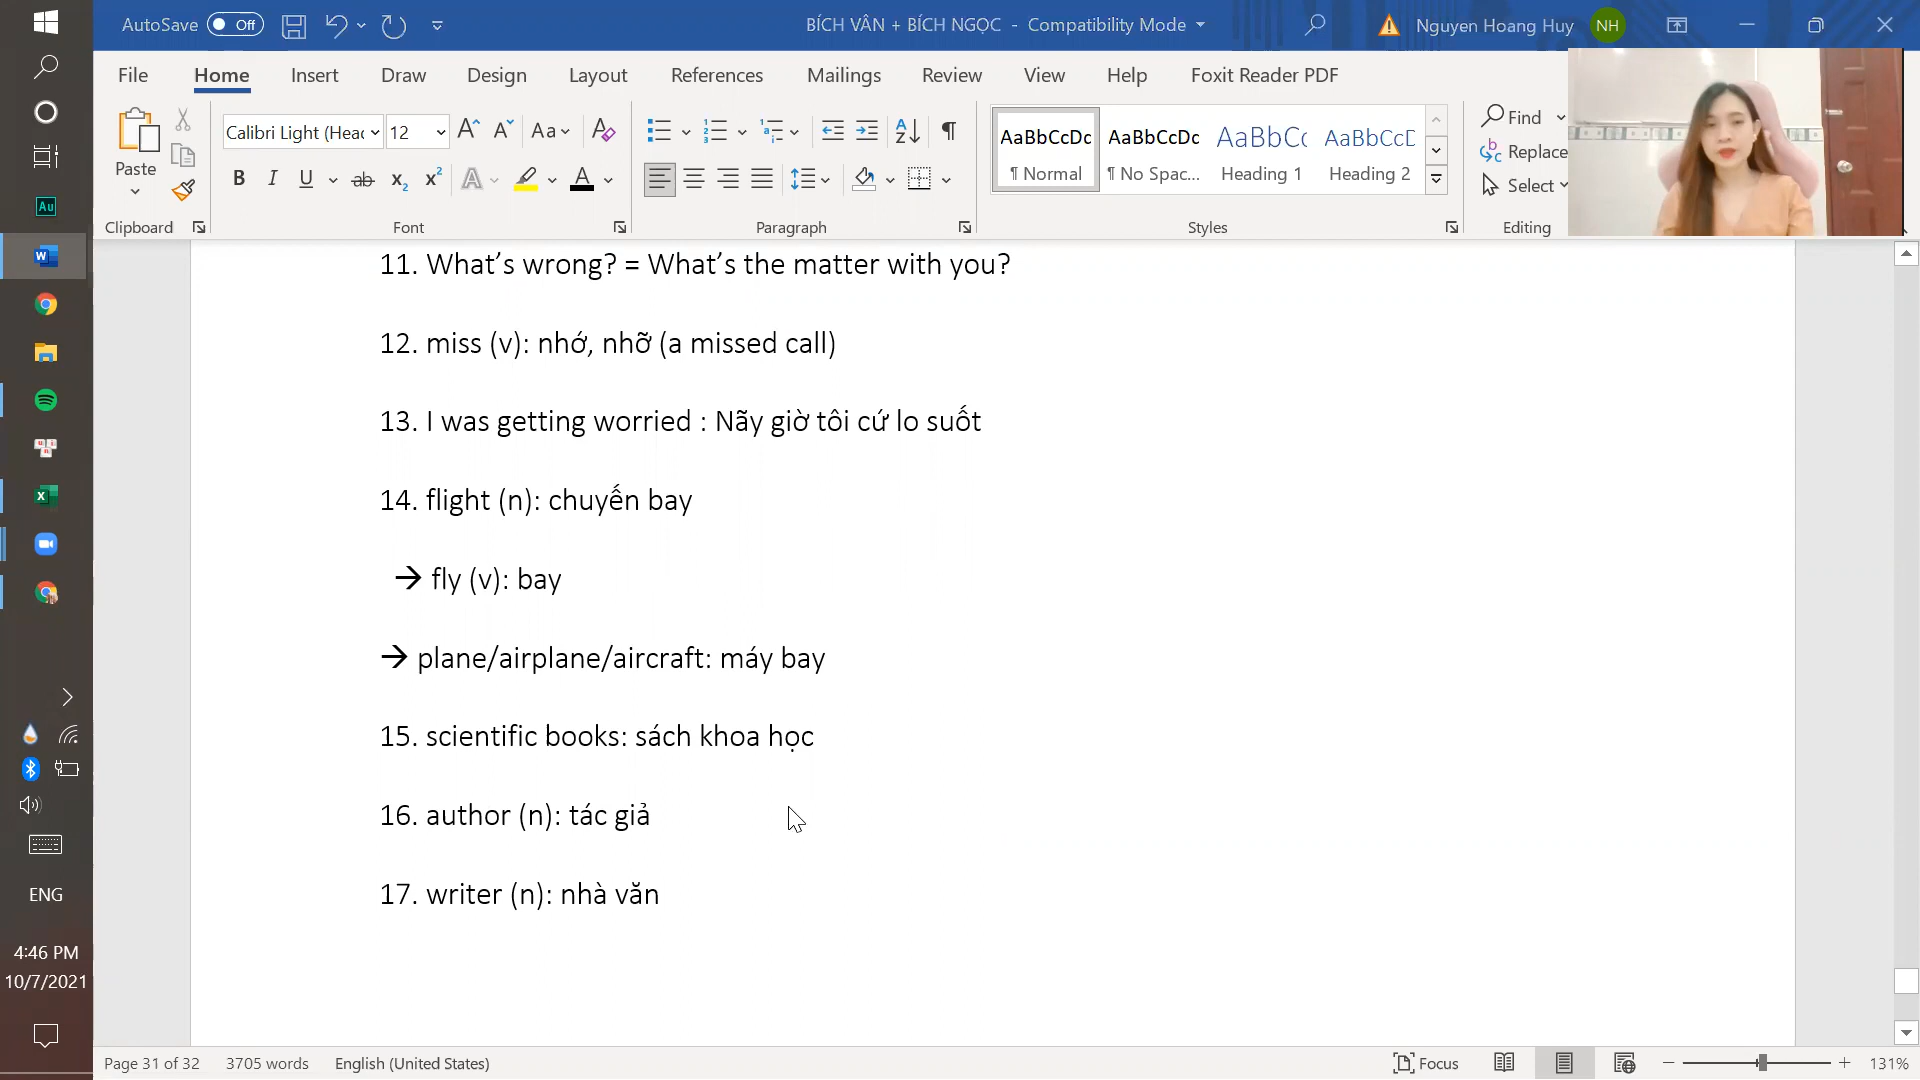 AutoSave Off BÍCH VÂN + BÍCH NGỌC - Compatibility Mode Nguyen Hoang Huy NH
File Home Insert Draw Design Layout References Mailings Review View Help Foxit Reader PDF
Calibri Light (Heac 12 Aa
Paste
B I U ab x₂ x² A A
AaBbCcDc AaBbCcDc AaBbCc AaBbCcD
¶ Normal ¶ No Spac... Heading 1 Heading 2
Find
Replace
Select
Clipboard Font Paragraph Styles Editing
11. What’s wrong? = What’s the matter with you?
12. miss (v): nhớ, nhỡ (a missed call)
13. I was getting worried : Nãy giờ tôi cứ lo suốt
14. flight (n): chuyến bay
→ fly (v): bay
→ plane/airplane/aircraft: máy bay
15. scientific books: sách khoa học
16. author (n): tác giả
17. writer (n): nhà văn
Au
ENG
4:46 PM
10/7/2021
Page 31 of 32 3705 words English (United States) Focus 131%